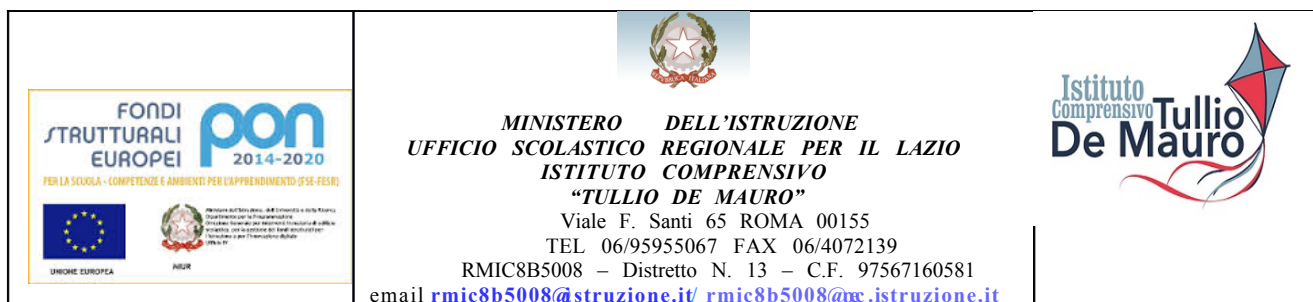 FONDI
STRUTTURALI
EUROPEI
pon
2014-2020
PER LA SCUOLA - COMPETENZE E AMBIENTI PER L'APPRENDIMENTO (FSE-FESR)
UNIONE EUROPEA
MIUR
REPVBBLICA ITALIANA
MINISTERO DELL'ISTRUZIONE
UFFICIO SCOLASTICO REGIONALE PER IL LAZIO
ISTITUTO COMPRENSIVO
“TULLIO DE MAURO”
Viale F. Santi 65 ROMA 00155
TEL 06/95955067 FAX 06/4072139
RMIC8B5008 – Distretto N. 13 – C.F. 97567160581
email rmic8b5008@istruzione.it/ rmic8b5008@pec.istruzione.it
Istituto
Comprensivo Tullio
De Mauro